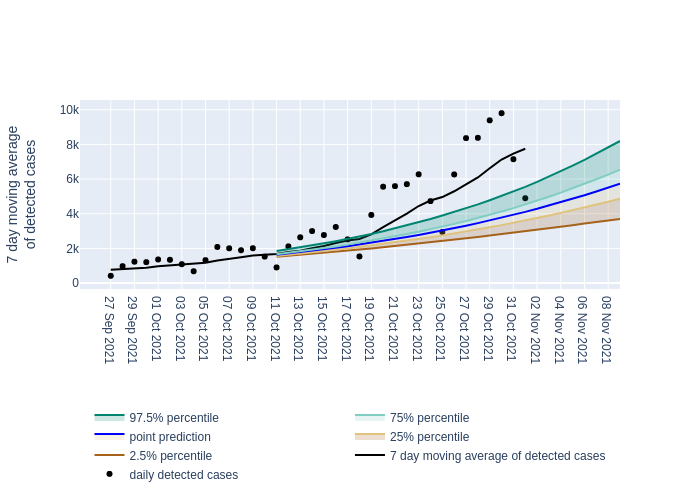 7 day moving average
of detected cases
10k
8k
6k
4k
2k
0
27 Sep 2021
29 Sep 2021
01 Oct 2021
03 Oct 2021
05 Oct 2021
07 Oct 2021
09 Oct 2021
11 Oct 2021
13 Oct 2021
15 Oct 2021
17 Oct 2021
19 Oct 2021
21 Oct 2021
23 Oct 2021
25 Oct 2021
27 Oct 2021
29 Oct 2021
31 Oct 2021
02 Nov 2021
04 Nov 2021
06 Nov 2021
08 Nov 2021
97.5% percentile
75% percentile
point prediction
25% percentile
2.5% percentile
7 day moving average of detected cases
daily detected cases